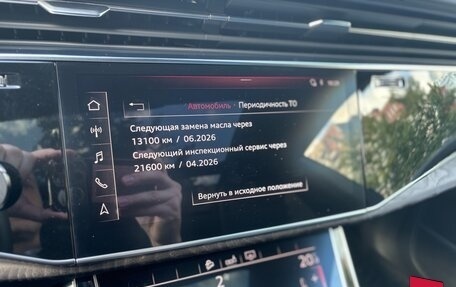 Автомобиль · Периодичность ТО
Следующая замена масла через
13100 км / 06.2026
Следующий инспекционный сервис через
21600 км / 04.2026
Вернуть в исходное положение